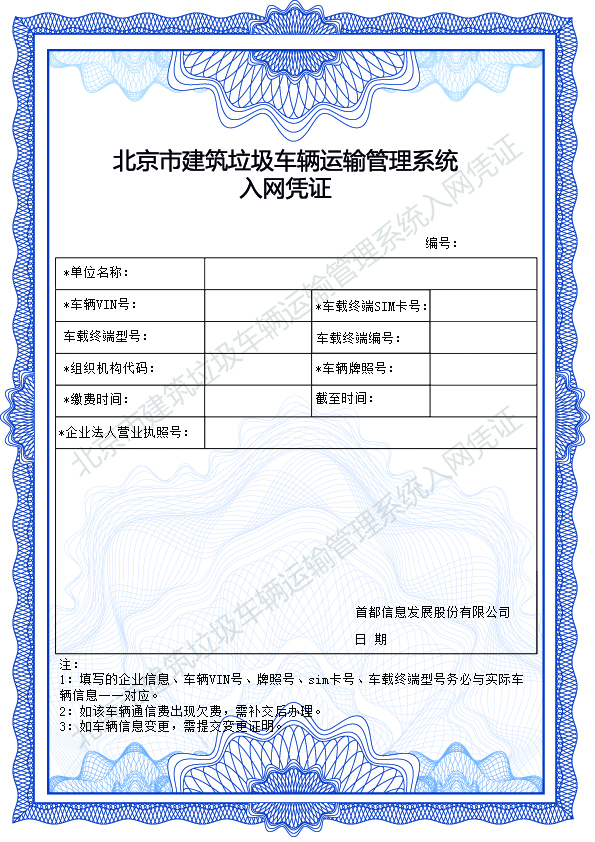 北京市建筑垃圾车辆运输管理系统
入网凭证
编号：
*单位名称：
*车辆VIN号：
*车载终端SIM卡号：
车载终端型号：
车载终端编号：
*组织机构代码：
*车辆牌照号：
*缴费时间：
截至时间：
*企业法人营业执照号：
首都信息发展股份有限公司
日 期
注：
1：填写的企业信息、车辆VIN号、牌照号、sim卡号、车载终端型号务必与实际车
辆信息一一对应。
2：如该车辆通信费出现欠费，需补交后办理。
3：如车辆信息变更，需提交变更证明。
北京市建筑垃圾车辆运输管理系统入网凭证
北京市建筑垃圾车辆运输管理系统入网凭证